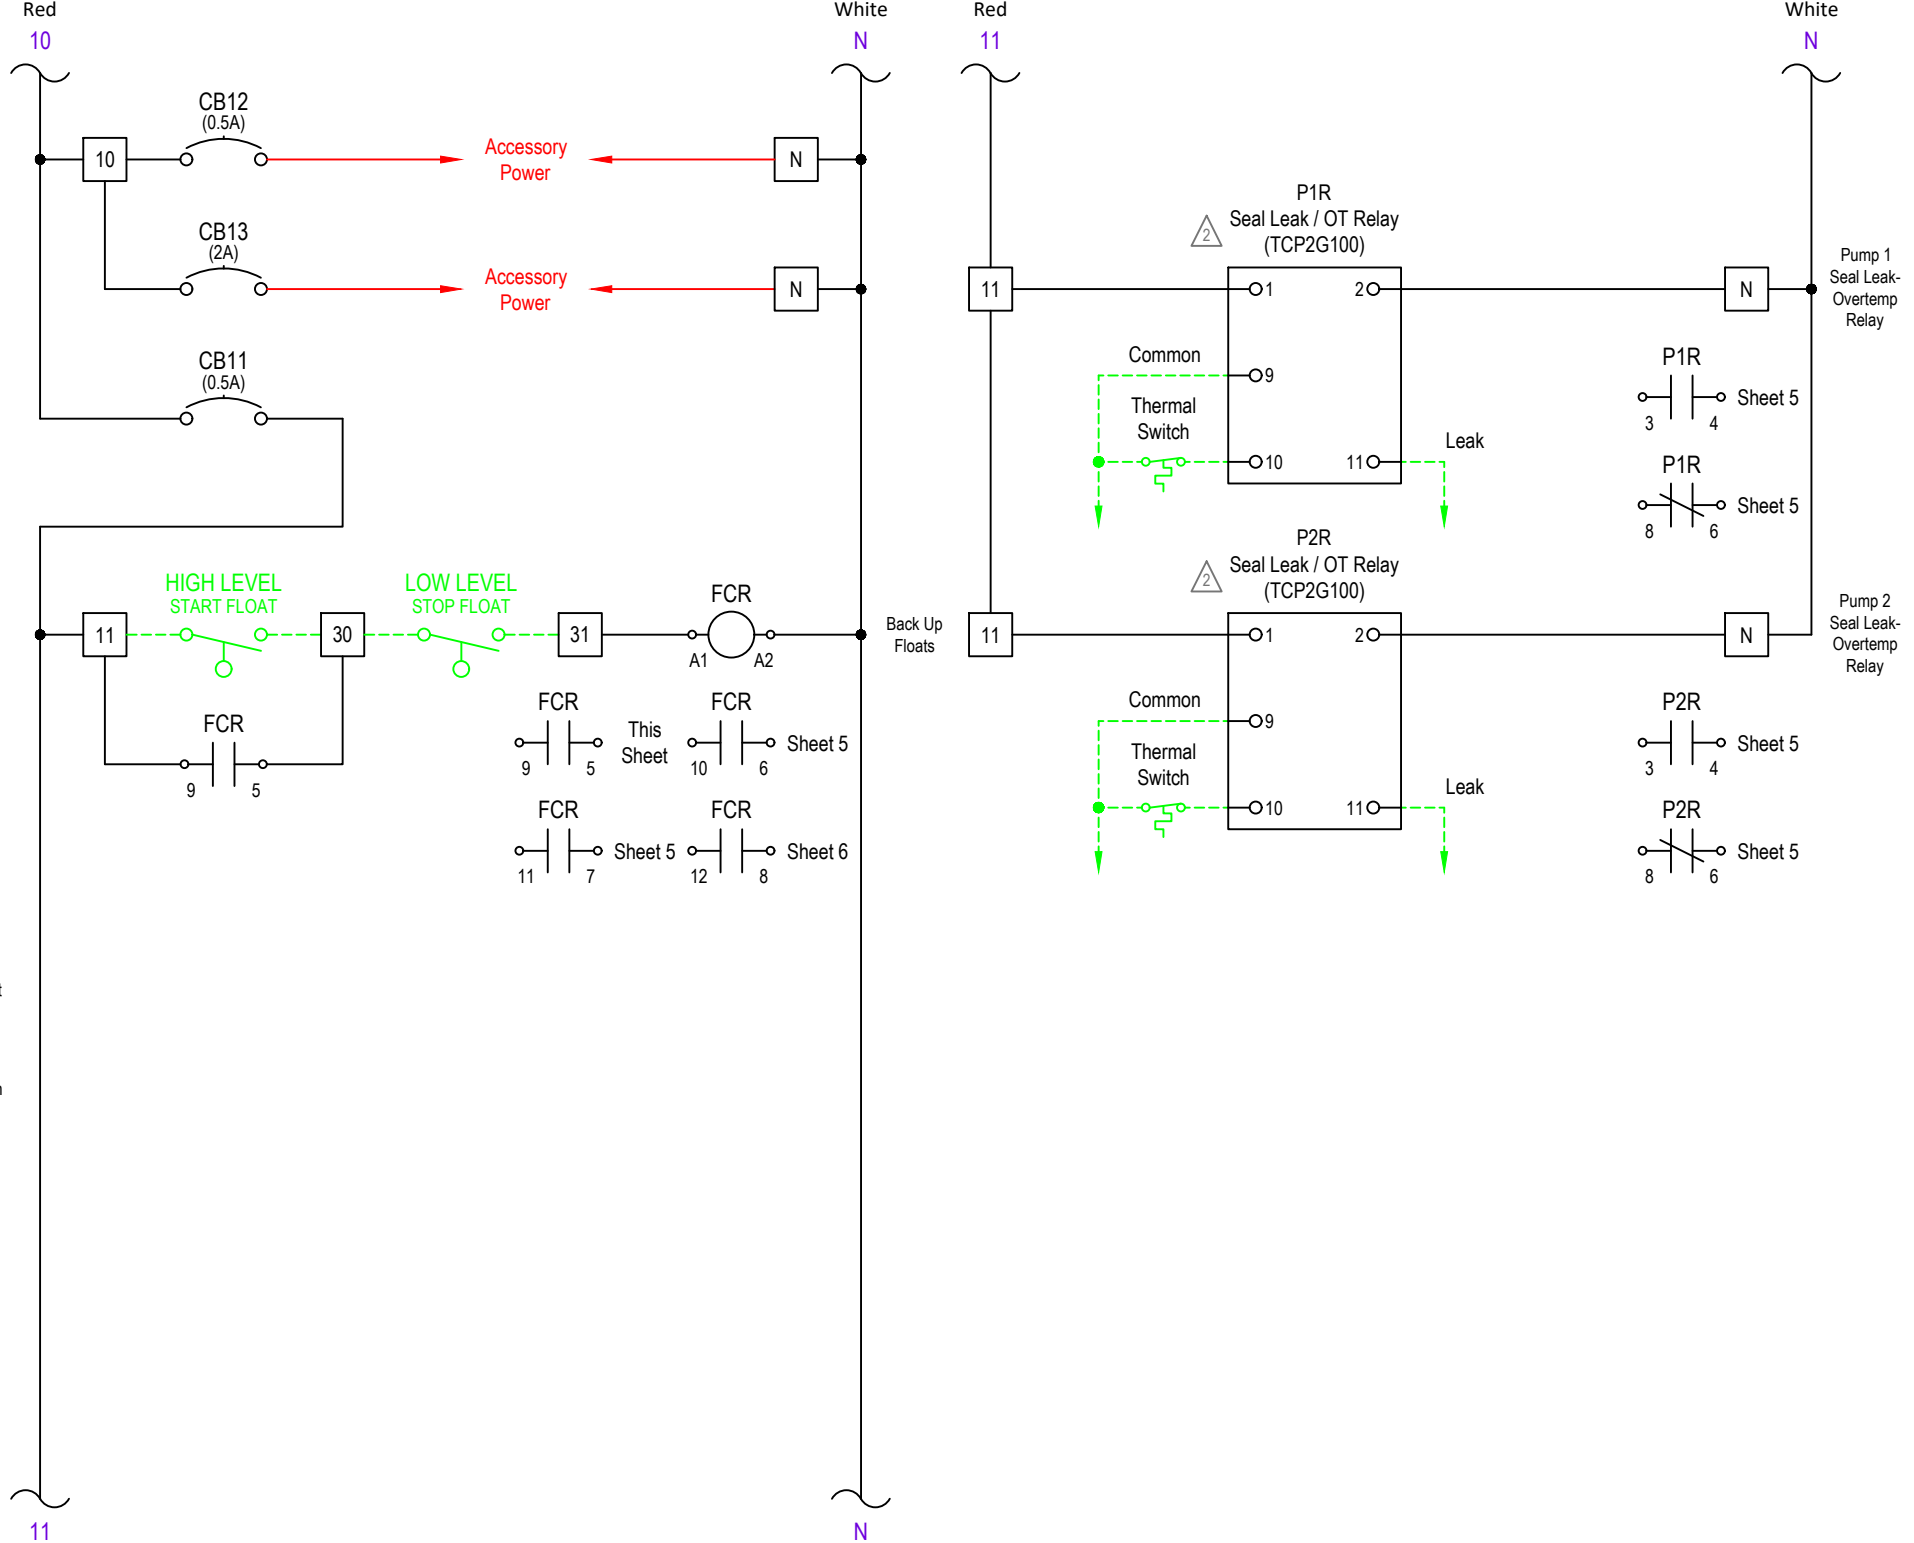 Red
10
White
N
Red
11
White
N
CB12
(0.5A)
10
Accessory
Power
N
CB13
(2A)
Accessory
Power
N
CB11
(0.5A)
HIGH LEVEL
START FLOAT
LOW LEVEL
STOP FLOAT
FCR
11
30
31
A1
A2
Back Up
Floats
FCR
9
5
FCR
9
5
This
Sheet
FCR
10
6
Sheet 5
FCR
11
7
Sheet 5
FCR
12
8
Sheet 6
11
N
P1R
Seal Leak / OT Relay
(TCP2G100)
2
11
1
2
N
Pump 1
Seal Leak-
Overtemp
Relay
Common
9
Thermal
Switch
10
11
Leak
P1R
3
4
Sheet 5
P1R
8
6
Sheet 5
P2R
Seal Leak / OT Relay
(TCP2G100)
2
11
1
2
N
Pump 2
Seal Leak-
Overtemp
Relay
Common
9
Thermal
Switch
10
11
Leak
P2R
3
4
Sheet 5
P2R
8
6
Sheet 5